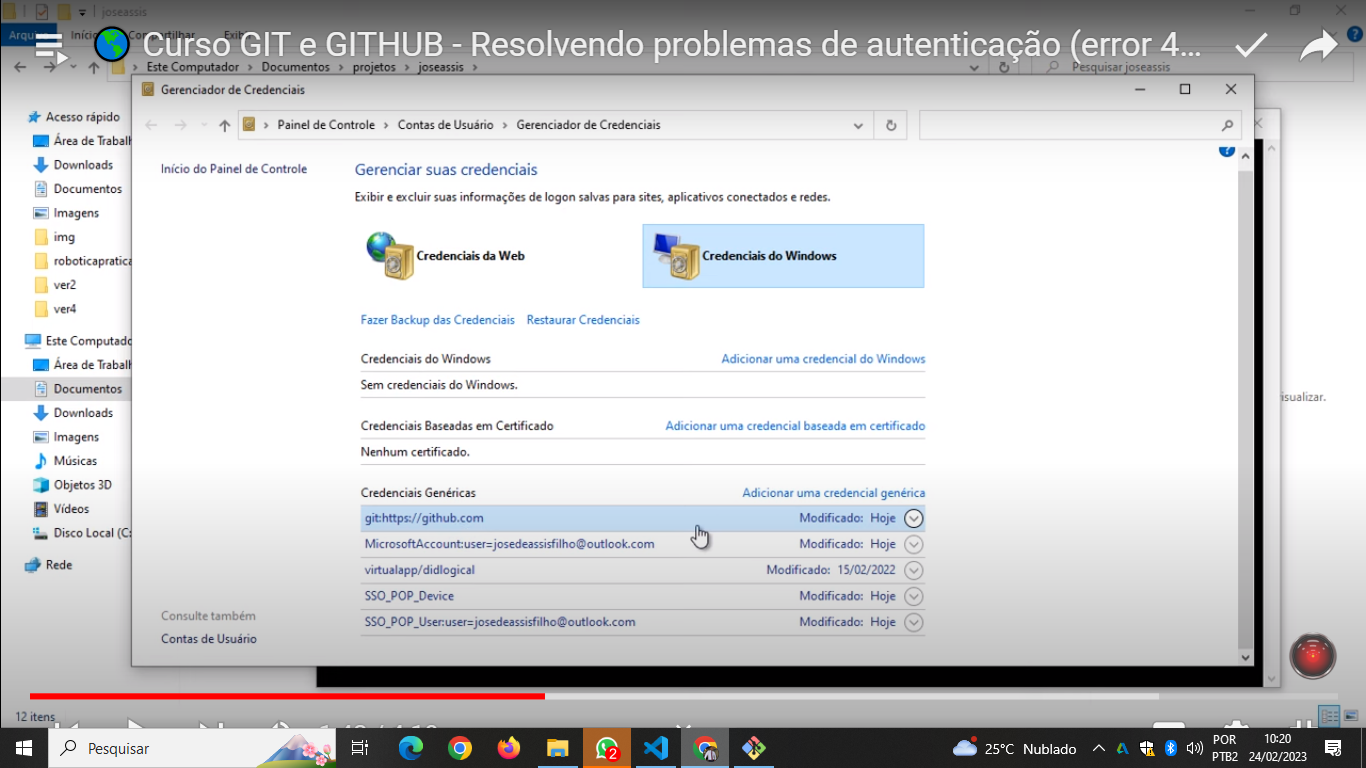 joseassis
Curso GIT e GITHUB - Resolvendo problemas de autenticação (error 4...
Este Computador > Documentos > projetos > joseassis >
Pesquisar joseassis
Gerenciador de Credenciais
Painel de Controle > Contas de Usuário > Gerenciador de Credenciais
Acesso rápido
Área de Trabalh
Downloads
Documentos
Imagens
img
roboticapratica
ver2
ver4
Este Computado
Área de Trabalh
Documentos
Downloads
Imagens
Músicas
Objetos 3D
Vídeos
Disco Local (C:
Rede
12 itens
Início do Painel de Controle
Consulte também
Contas de Usuário
Gerenciar suas credenciais
Exibir e excluir suas informações de logon salvas para sites, aplicativos conectados e redes.
Credenciais da Web
Credenciais do Windows
Fazer Backup das Credenciais Restaurar Credenciais
Credenciais do Windows Adicionar uma credencial do Windows
Sem credenciais do Windows.
Credenciais Baseadas em Certificado Adicionar uma credencial baseada em certificado
Nenhum certificado.
Credenciais Genéricas Adicionar uma credencial genérica
git:https://github.com Modificado: Hoje
MicrosoftAccount:user=josedeassisfilho@outlook.com Modificado: Hoje
virtualapp/didlogical Modificado: 15/02/2022
SSO_POP_Device Modificado: Hoje
SSO_POP_User:user=josedeassisfilho@outlook.com Modificado: Hoje
isualizar.
Pesquisar
2
25°C Nublado
POR
PTB2
10:20
24/02/2023